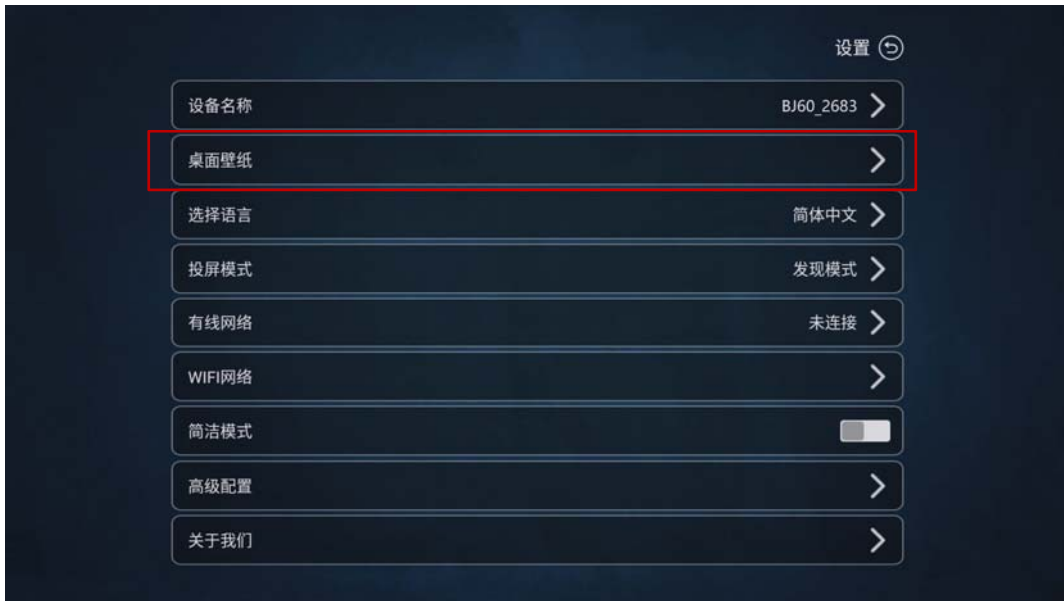 设置
设备名称 BJ60_2683
桌面壁纸
选择语言 简体中文
投屏模式 发现模式
有线网络 未连接
WIFI网络
简洁模式
高级配置
关于我们